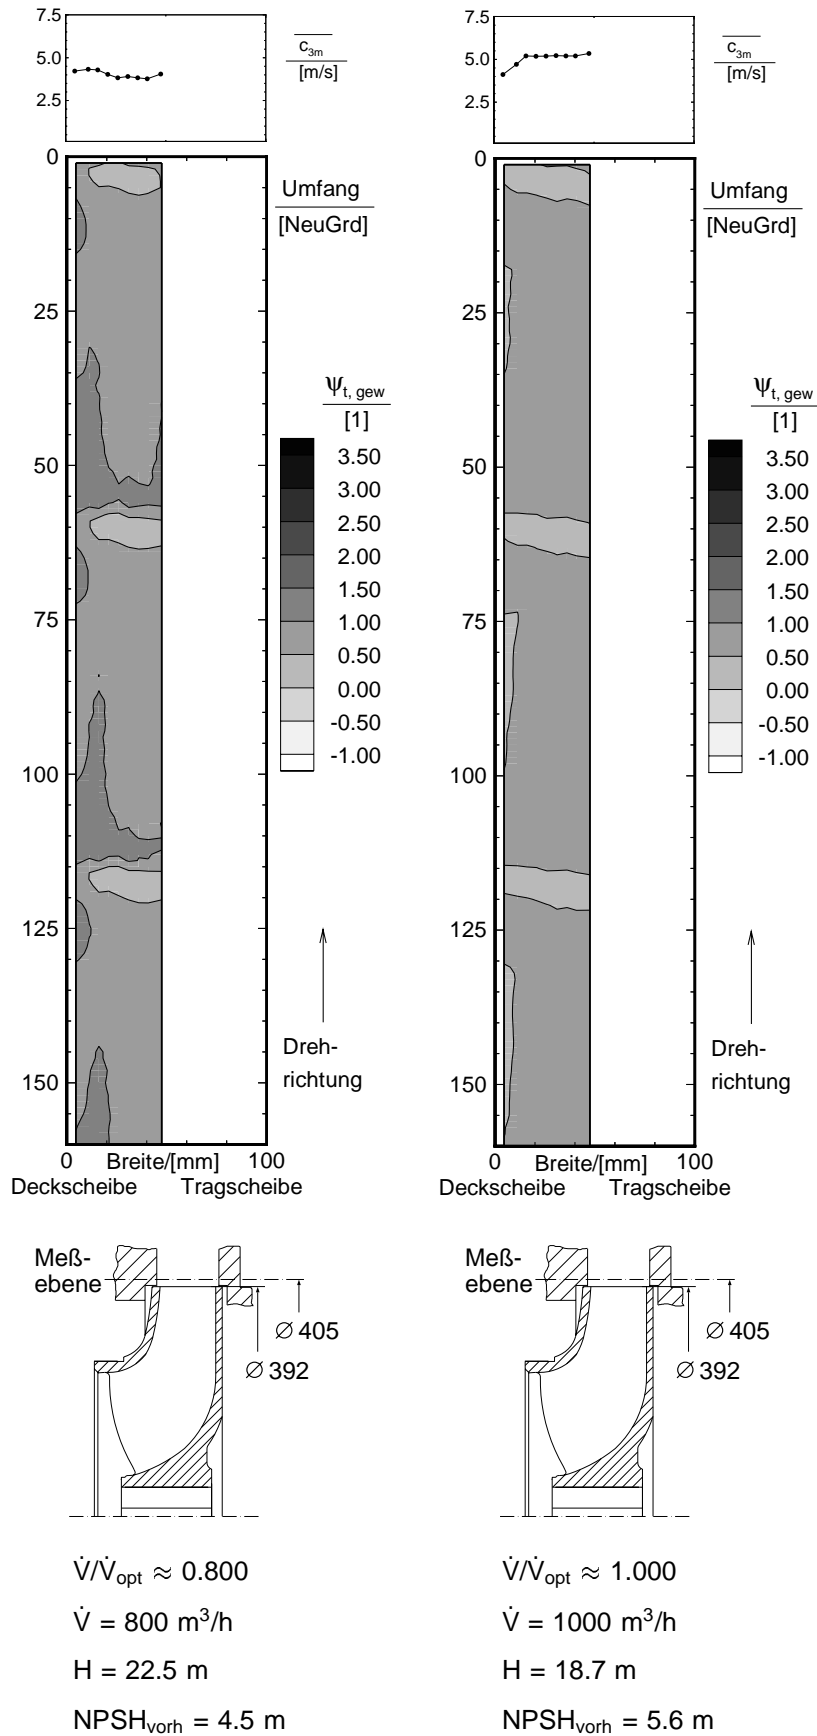 7.5
5.0
2.5
c3m
[m/s]
0
25
50
75
100
125
150
Umfang
[NeuGrd]
Ψt, gew
[1]
3.50
3.00
2.50
2.00
1.50
1.00
0.50
0.00
-0.50
-1.00
Dreh-
richtung
0 Breite/[mm] 100
Deckscheibe Tragscheibe
Meß-
ebene
∅ 405
∅ 392
V̇/V̇opt ≈ 0.800
V̇ = 800 m³/h
H = 22.5 m
NPSHvorh = 4.5 m
7.5
5.0
2.5
c3m
[m/s]
0
25
50
75
100
125
150
Umfang
[NeuGrd]
Ψt, gew
[1]
3.50
3.00
2.50
2.00
1.50
1.00
0.50
0.00
-0.50
-1.00
Dreh-
richtung
0 Breite/[mm] 100
Deckscheibe Tragscheibe
Meß-
ebene
∅ 405
∅ 392
V̇/V̇opt ≈ 1.000
V̇ = 1000 m³/h
H = 18.7 m
NPSHvorh = 5.6 m